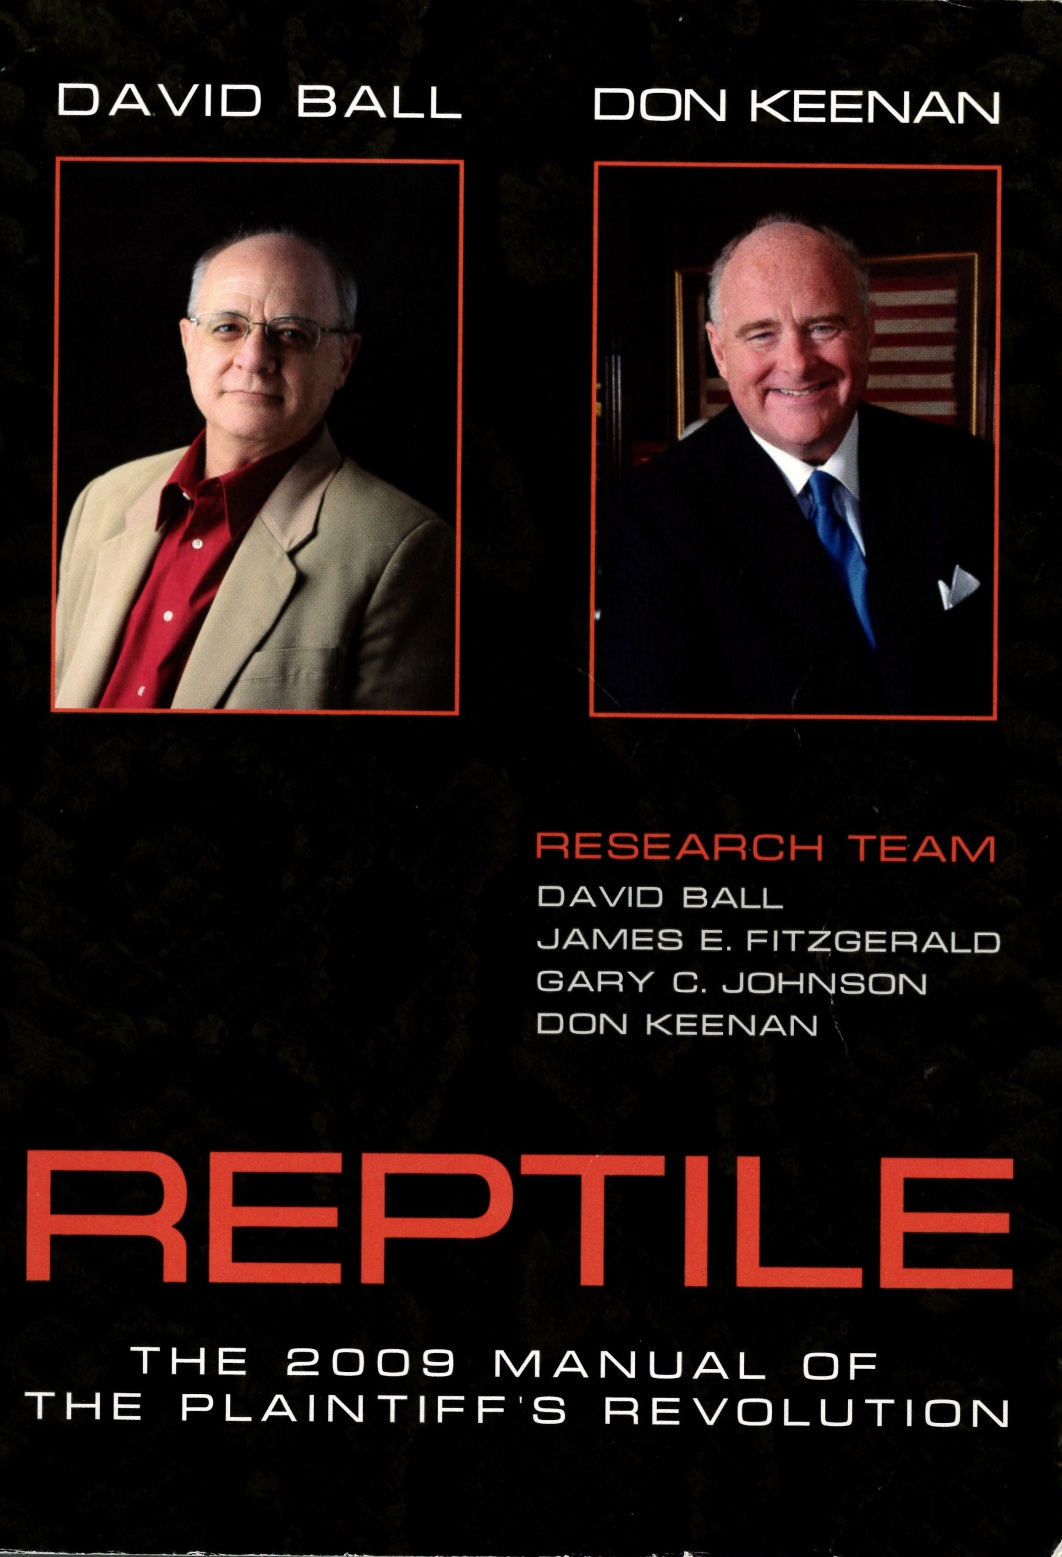 DAVID BALL
DON KEENAN
RESEARCH TEAM
DAVID BALL
JAMES E. FITZGERALD
GARY C. JOHNSON
DON KEENAN
REPTILE
THE 2009 MANUAL OF
THE PLAINTIFF'S REVOLUTION